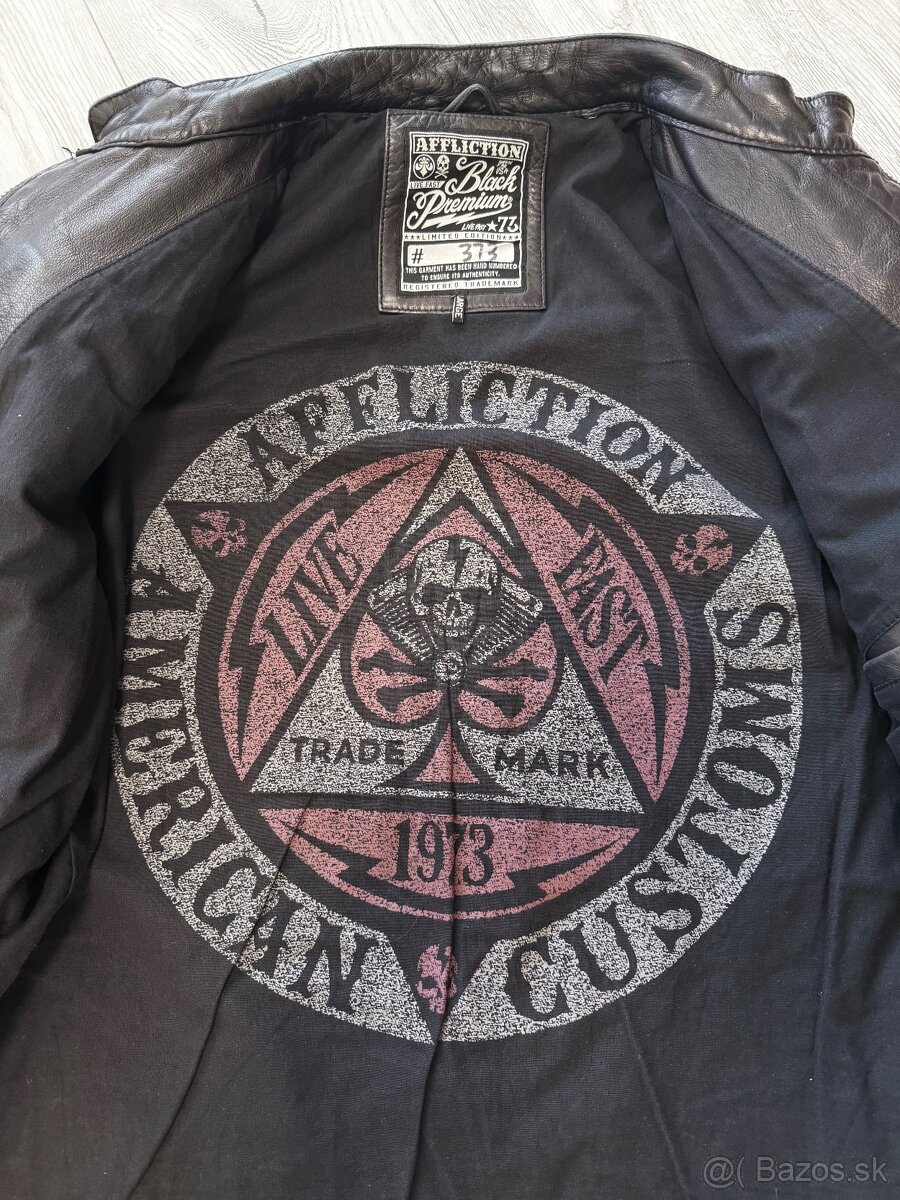 AFFLICTION
LIVE FAST
Black
Premium
LIVE FAST ★ 73
★★★LIMITED EDITION★★★
# 373
THIS GARMENT HAS BEEN HAND NUMBERED
TO ENSURE ITS AUTHENTICITY.
REGISTERED TRADEMARK
LARGE
AFFLICTION
LIVE FAST
TRADE MARK
1973
AMERICAN CUSTOMS
@( Bazos.sk